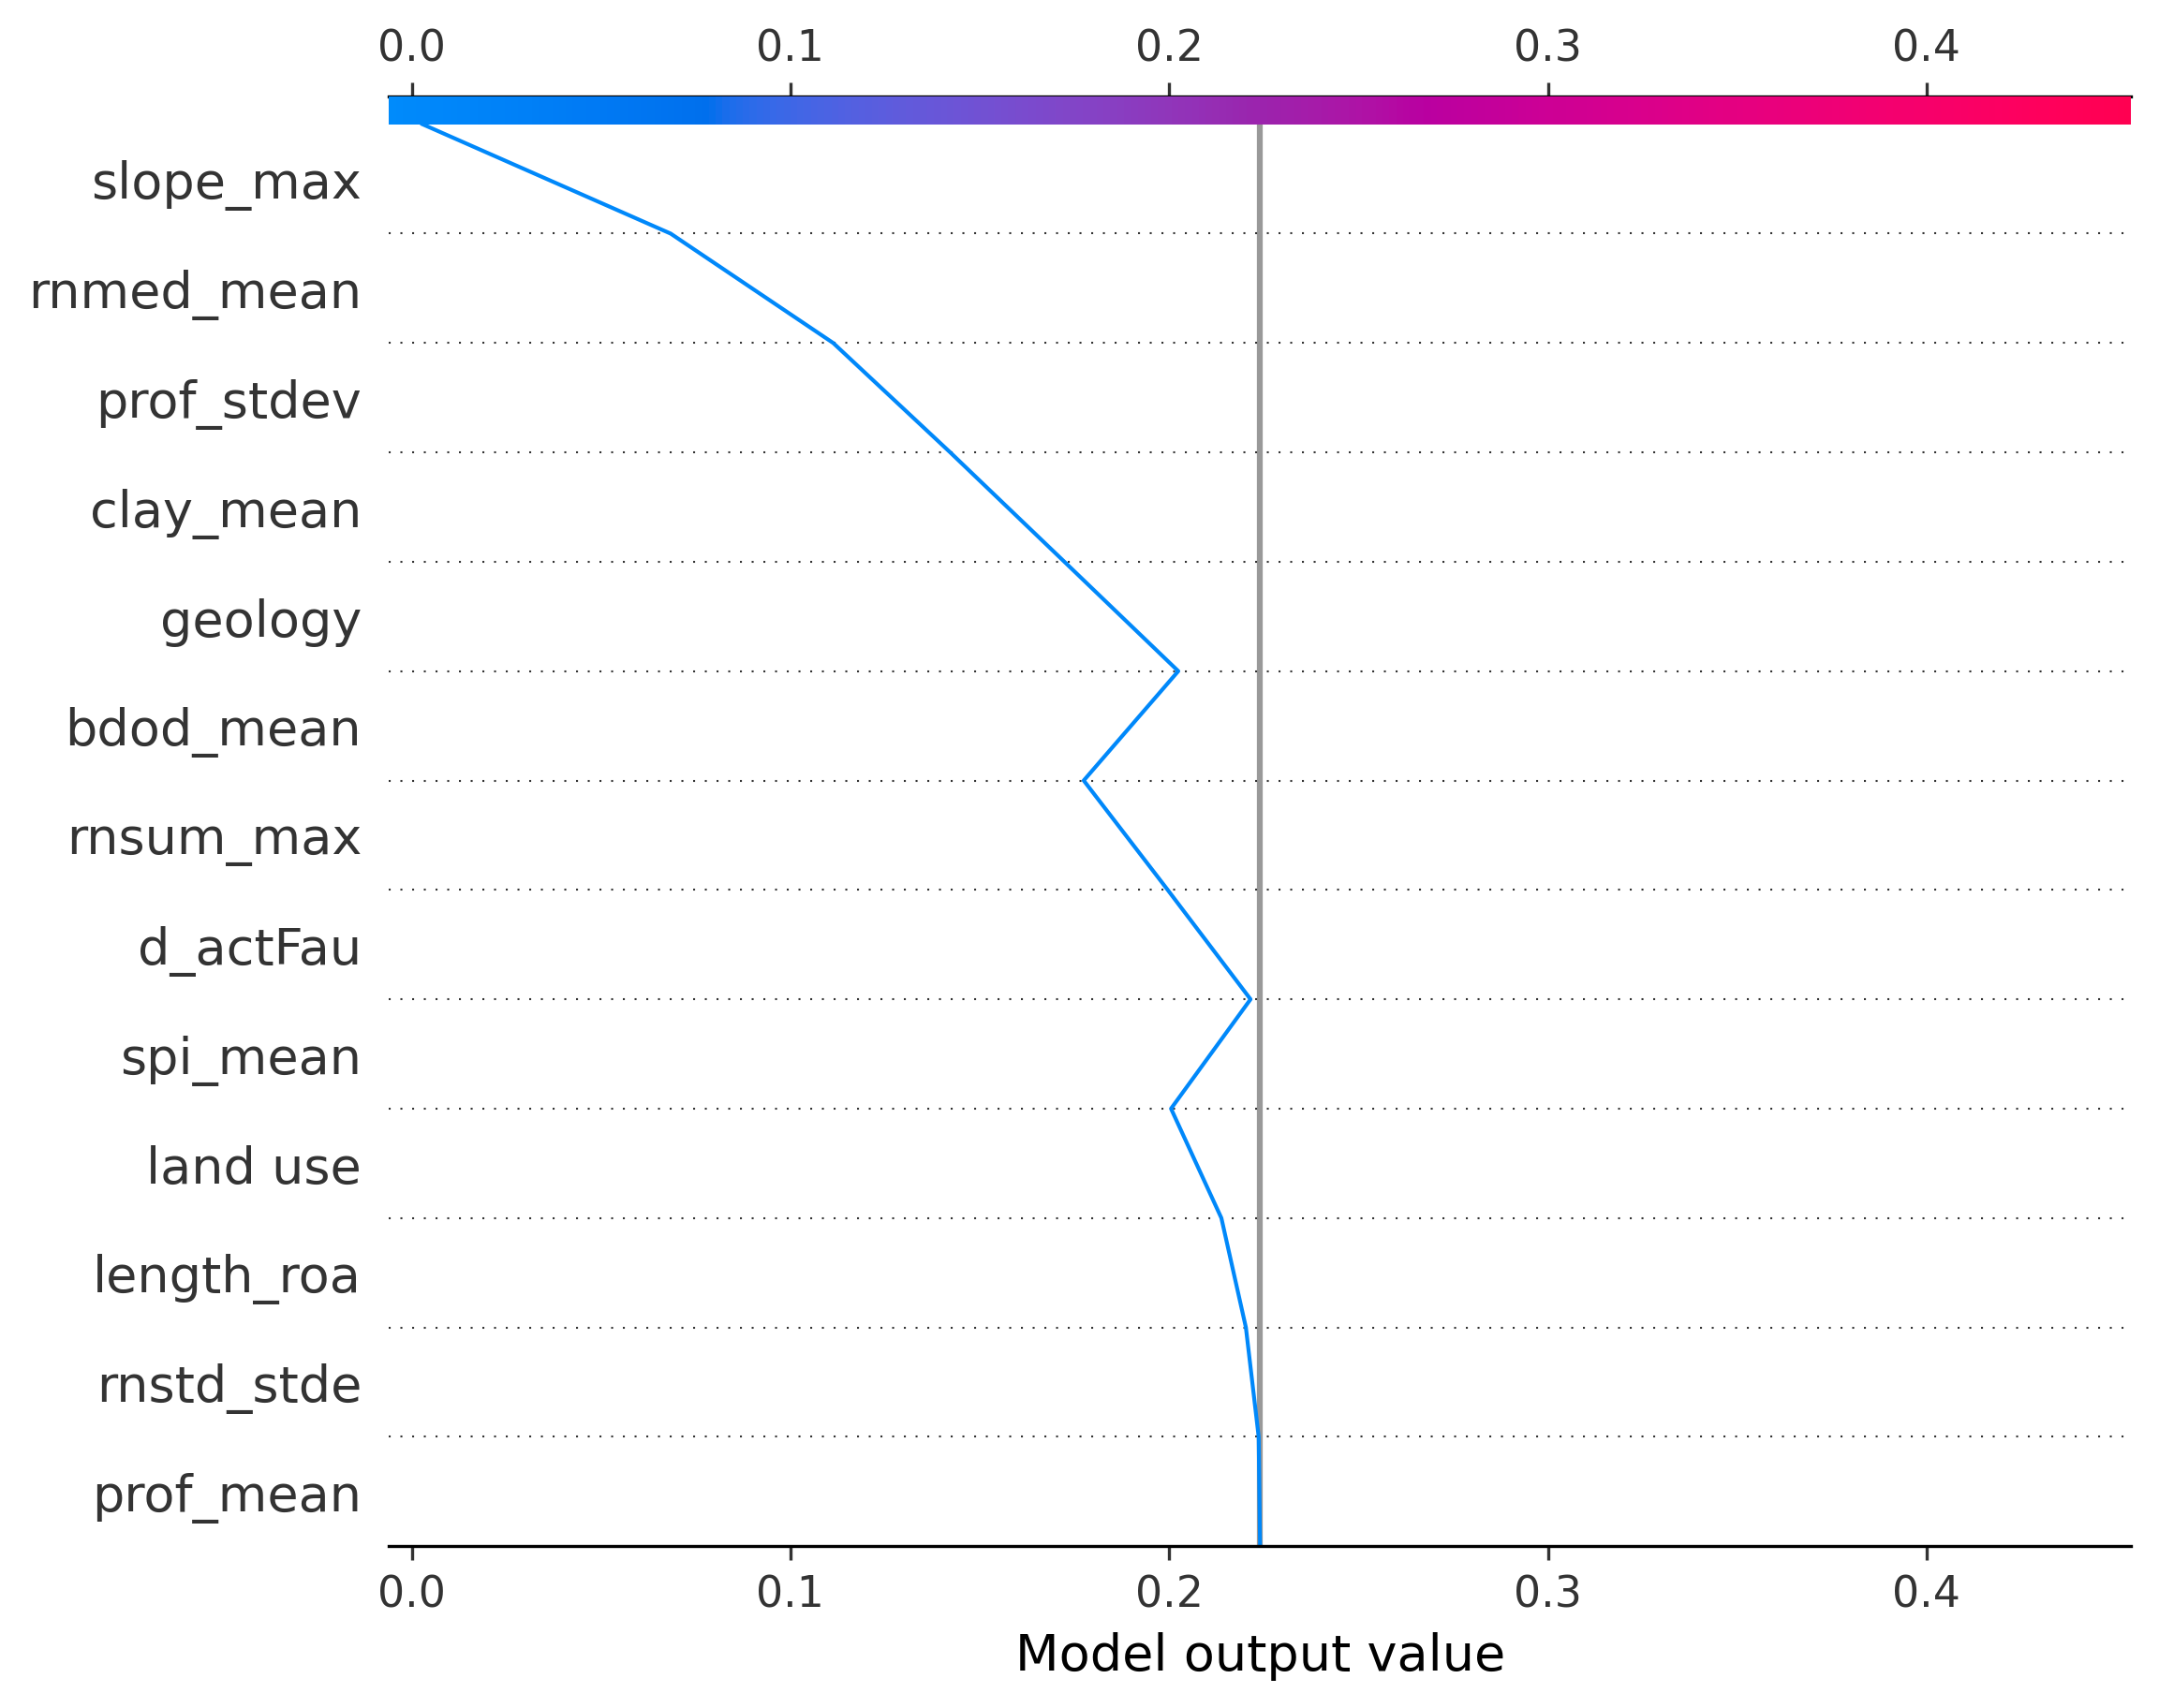 0.0 0.1 0.2 0.3 0.4
slope_max
rnmed_mean
prof_stdev
clay_mean
geology
bdod_mean
rnsum_max
d_actFau
spi_mean
land use
length_roa
rnstd_stde
prof_mean
0.0 0.1 0.2 0.3 0.4
Model output value